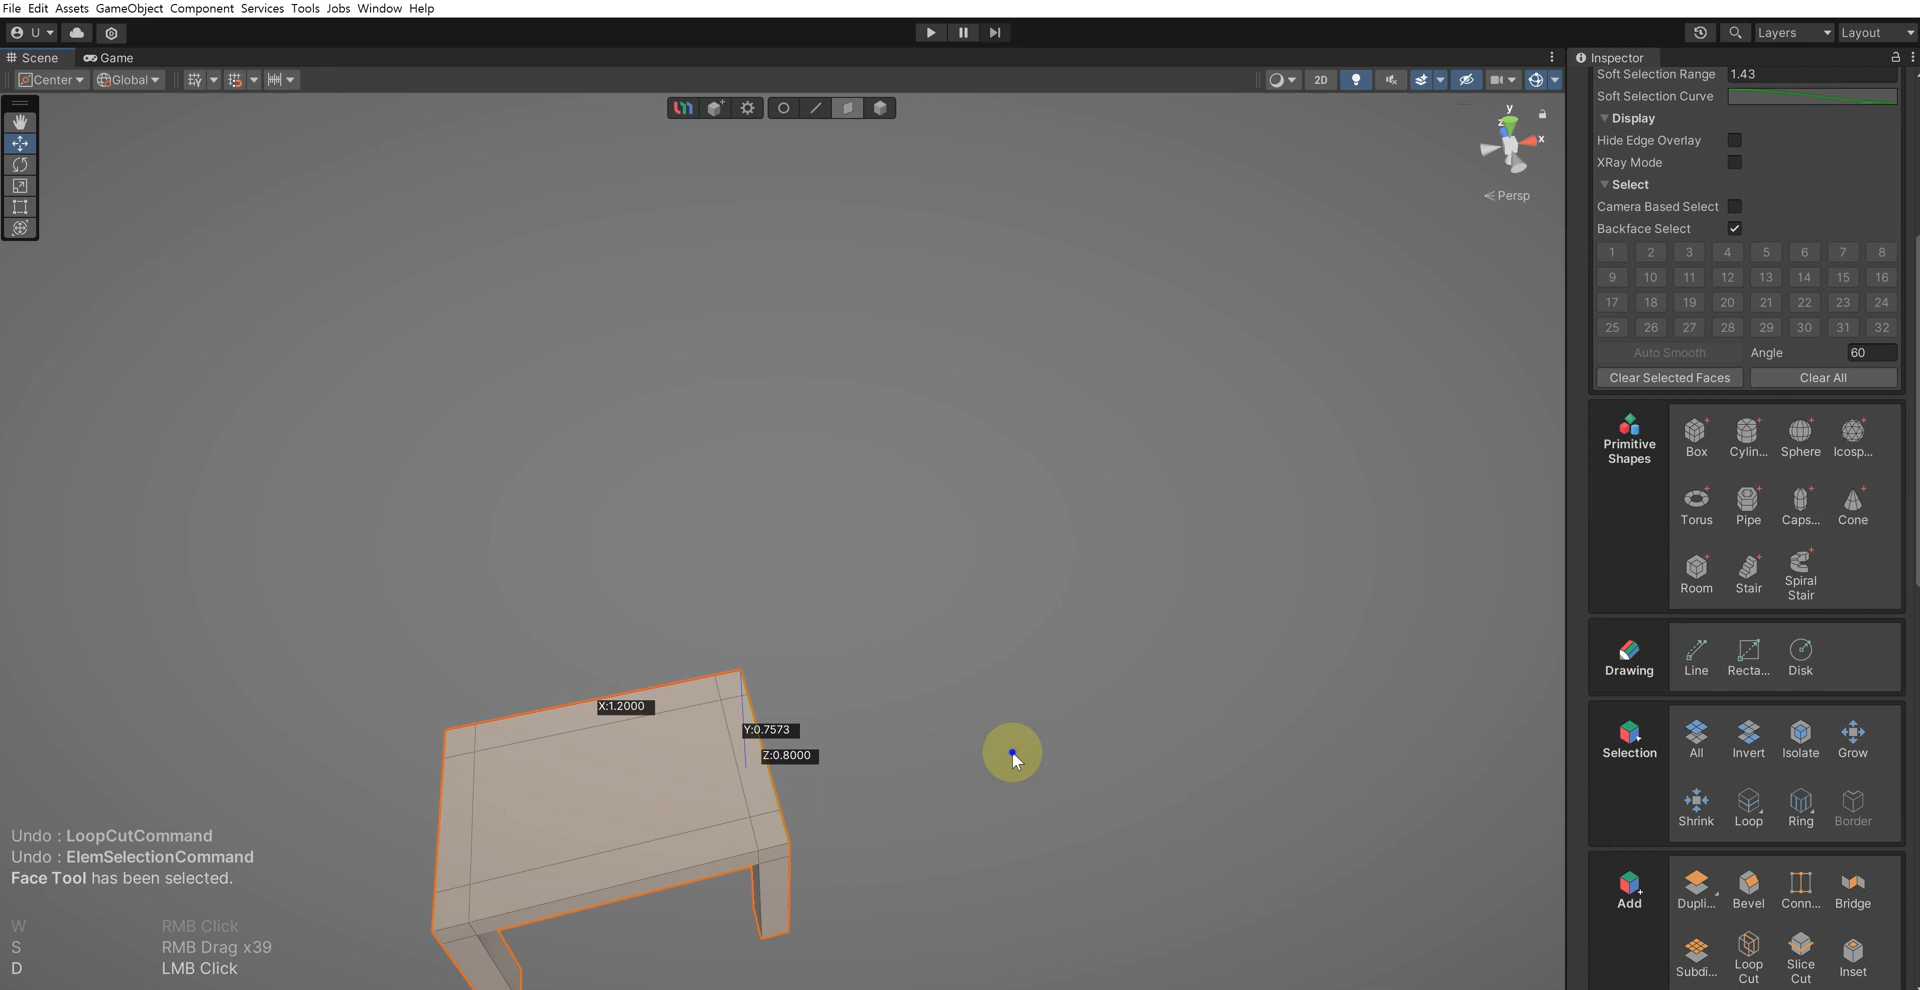 File Edit Assets GameObject Component Services Tools Jobs Window Help
U
Layers Layout
Scene Game Inspector
Center Global 2D
Soft Selection Range 1.43
Soft Selection Curve
Display
Hide Edge Overlay
XRay Mode
Select
Camera Based Select
Backface Select
y
z
x
Persp
1 2 3 4 5 6 7 8
9 10 11 12 13 14 15 16
17 18 19 20 21 22 23 24
25 26 27 28 29 30 31 32
Auto Smooth Angle 60
Clear Selected Faces Clear All
Primitive
Shapes
Box Cylin... Sphere Icosp...
Torus Pipe Caps... Cone
Room Stair Spiral
Stair
Drawing
Line Recta... Disk
X:1.2000
Y:0.7573
Z:0.8000
Selection
All Invert Isolate Grow
Shrink Loop Ring Border
Undo : LoopCutCommand
Undo : ElemSelectionCommand
Face Tool has been selected.
W RMB Click
S RMB Drag x39
D LMB Click
Add
Dupli... Bevel Conn... Bridge
Subdi... Loop
Cut Slice
Cut Inset